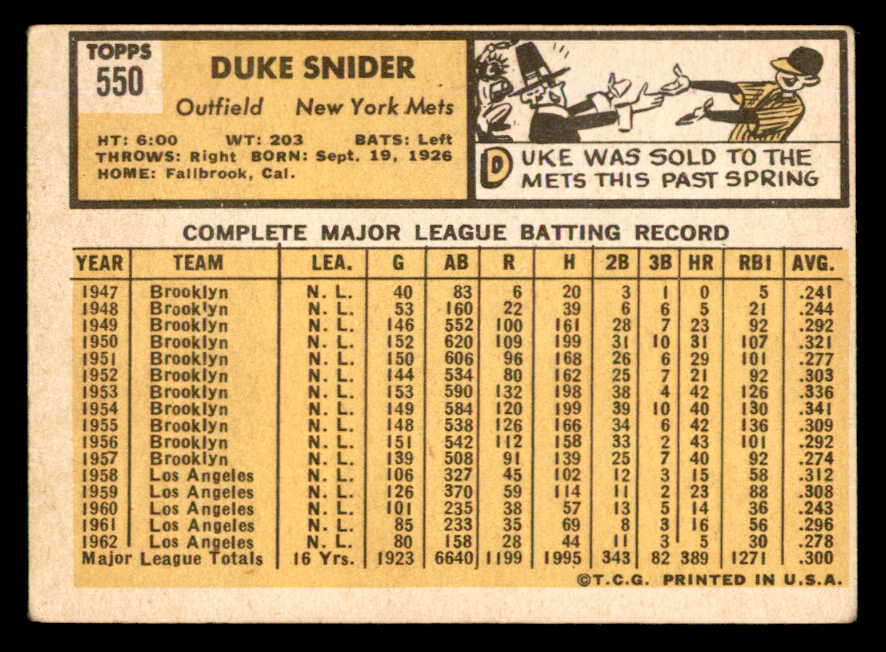 TOPPS
550
DUKE SNIDER
Outfield New York Mets
HT: 6:00 WT: 203 BATS: Left
THROWS: Right BORN: Sept. 19, 1926
HOME: Fallbrook, Cal.
DUKE WAS SOLD TO THE
METS THIS PAST SPRING
COMPLETE MAJOR LEAGUE BATTING RECORD
YEAR TEAM LEA. G AB R H 2B 3B HR RBI AVG.
1947 Brooklyn N. L. 40 83 6 20 3 1 0 5 .241
1948 Brooklyn N. L. 53 160 22 39 6 6 5 21 .244
1949 Brooklyn N. L. 146 552 100 161 28 7 23 92 .292
1950 Brooklyn N. L. 152 620 109 199 31 10 31 107 .321
1951 Brooklyn N. L. 150 606 96 168 26 6 29 101 .277
1952 Brooklyn N. L. 144 534 80 162 25 7 21 92 .303
1953 Brooklyn N. L. 153 590 132 198 38 4 42 126 .336
1954 Brooklyn N. L. 149 584 120 199 39 10 40 130 .341
1955 Brooklyn N. L. 148 538 126 166 34 6 42 136 .309
1956 Brooklyn N. L. 151 542 112 158 33 2 43 101 .292
1957 Brooklyn N. L. 139 508 91 139 25 7 40 92 .274
1958 Los Angeles N. L. 106 327 45 102 12 3 15 58 .312
1959 Los Angeles N. L. 126 370 59 114 11 2 23 88 .308
1960 Los Angeles N. L. 101 235 38 57 13 5 14 36 .243
1961 Los Angeles N. L. 85 233 35 69 8 3 16 56 .296
1962 Los Angeles N. L. 80 158 28 44 11 3 5 30 .278
Major League Totals 16 Yrs. 1923 6640 1199 1995 343 82 389 1271 .300
©T.C.G. PRINTED IN U.S.A.